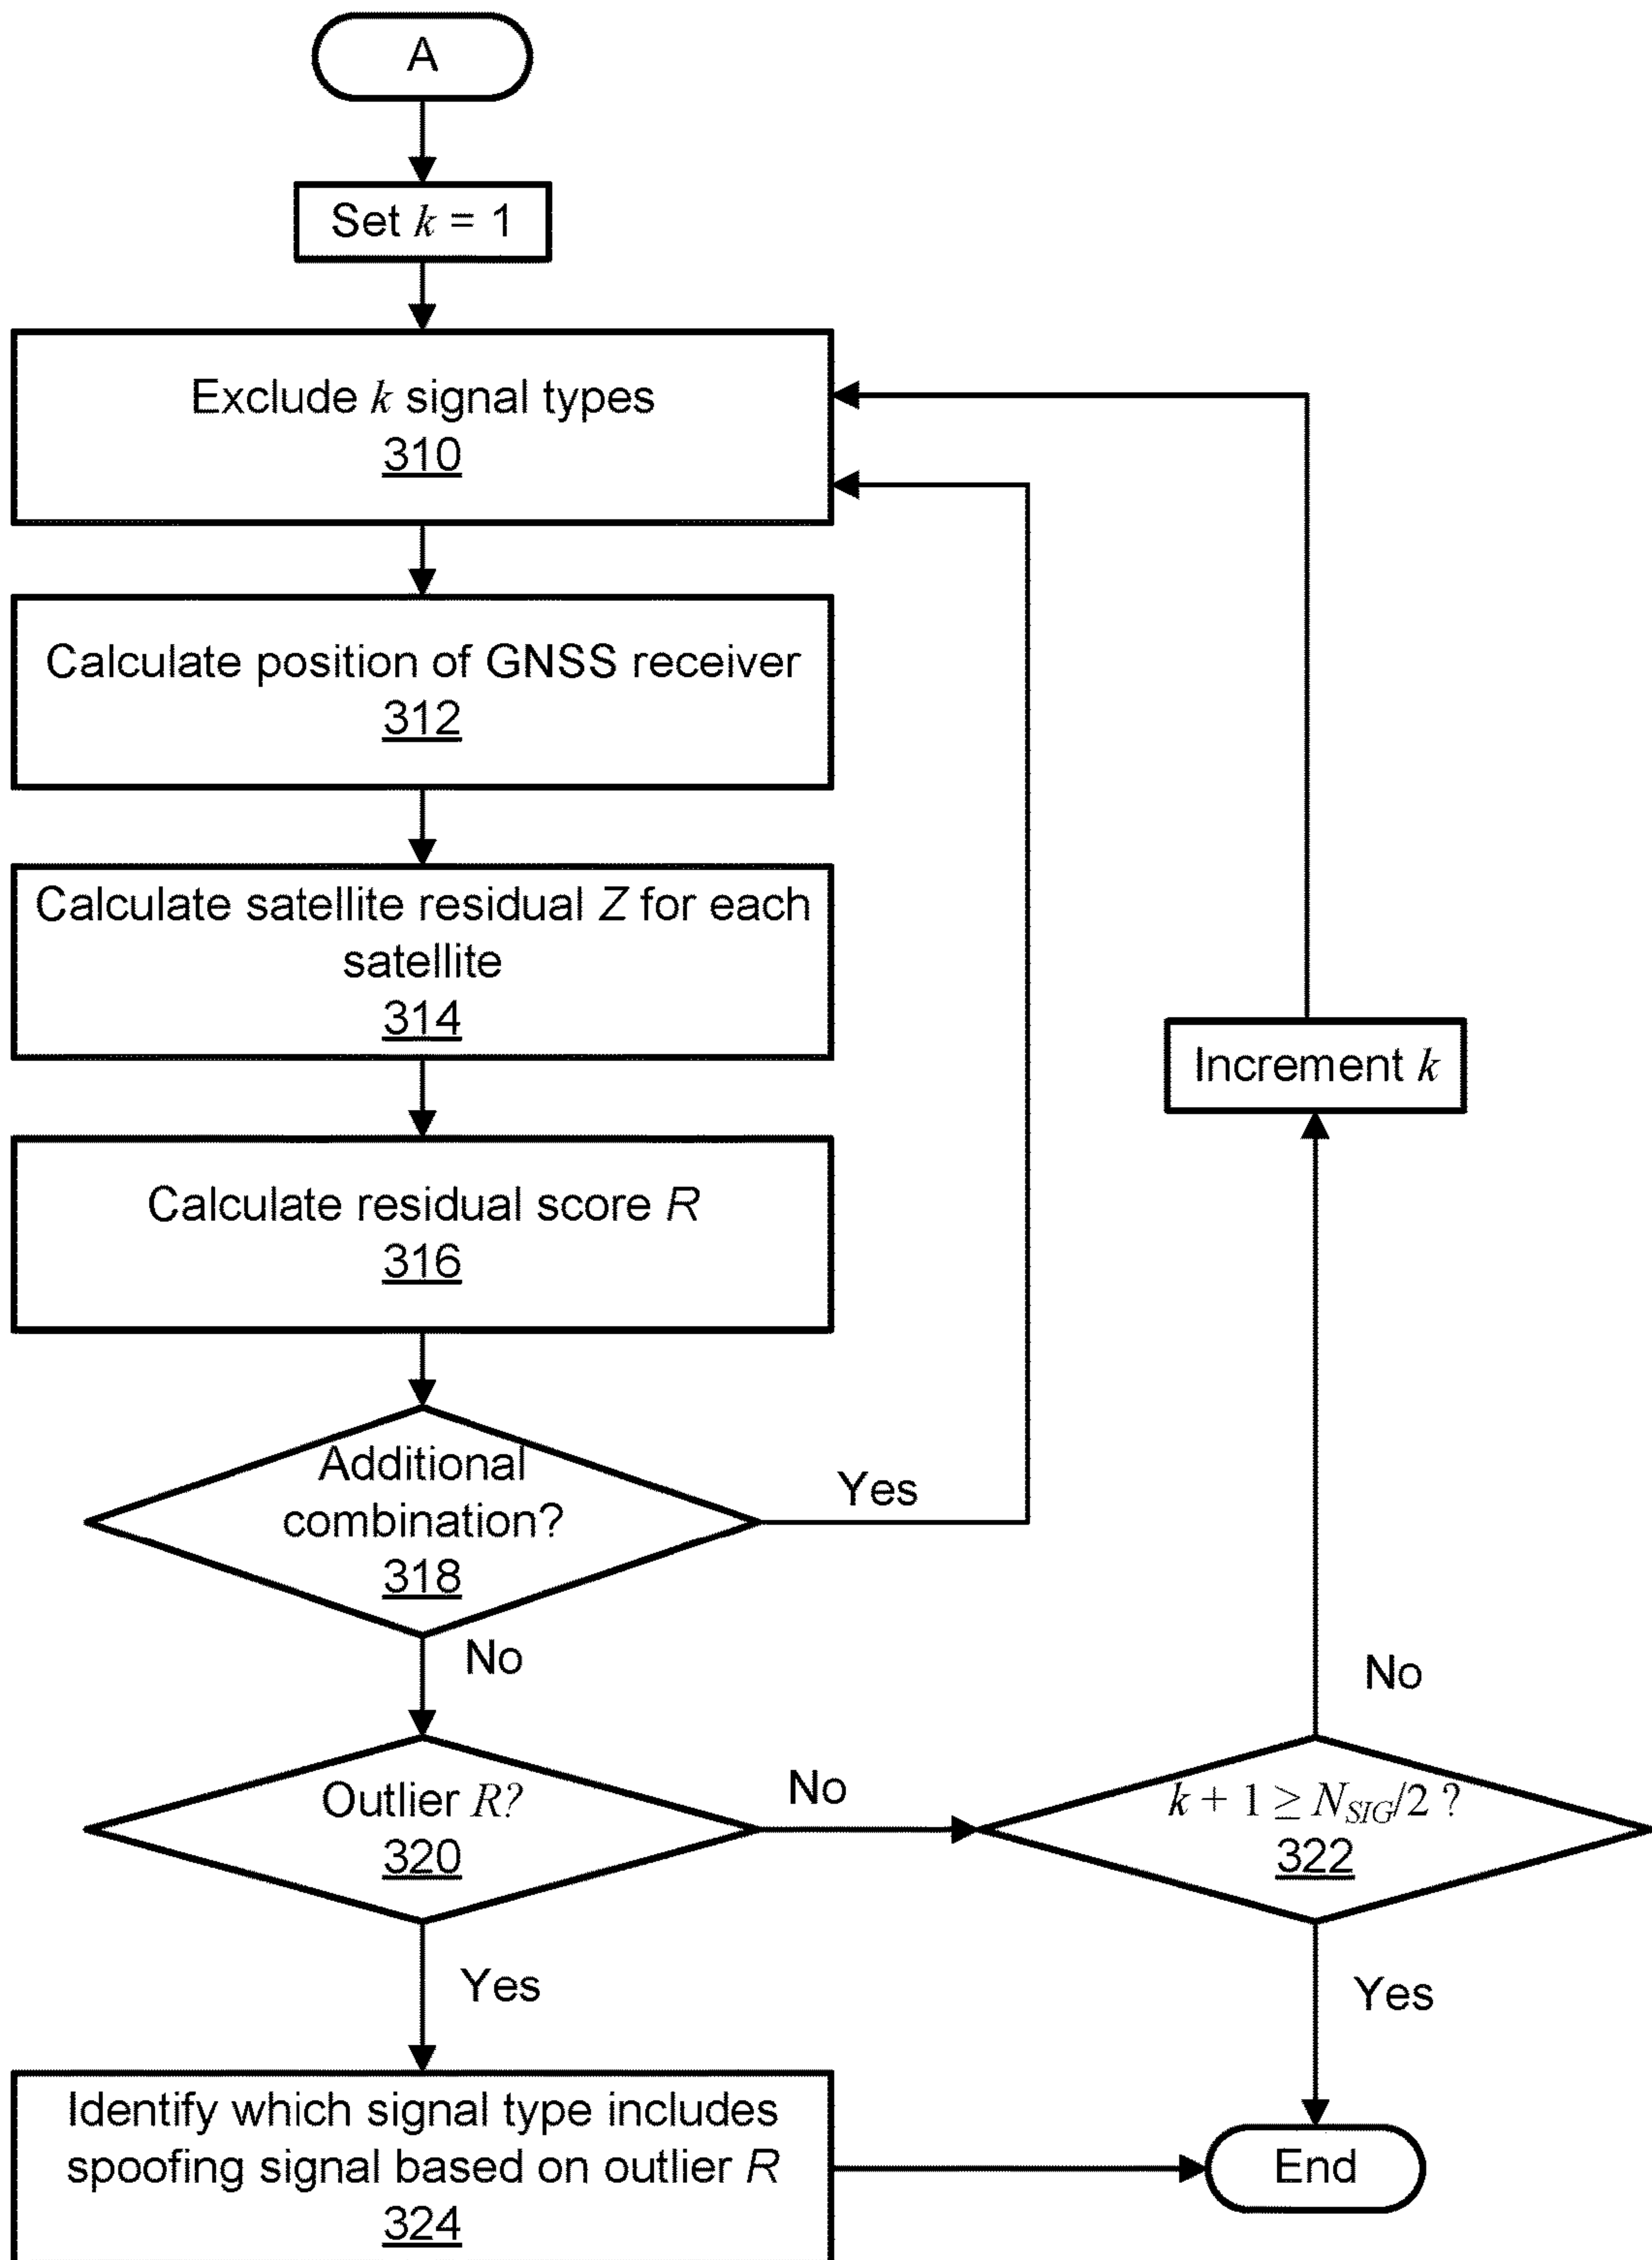 A
Set k = 1
Exclude k signal types
310
Calculate position of GNSS receiver
312
Calculate satellite residual Z for each
satellite
314
Increment k
Calculate residual score R
316
Additional
combination?
318
Yes
No
No
Outlier R?
320
No
k + 1 ≥ N_SIG/2 ?
322
Yes
Yes
Identify which signal type includes
spoofing signal based on outlier R
324
End